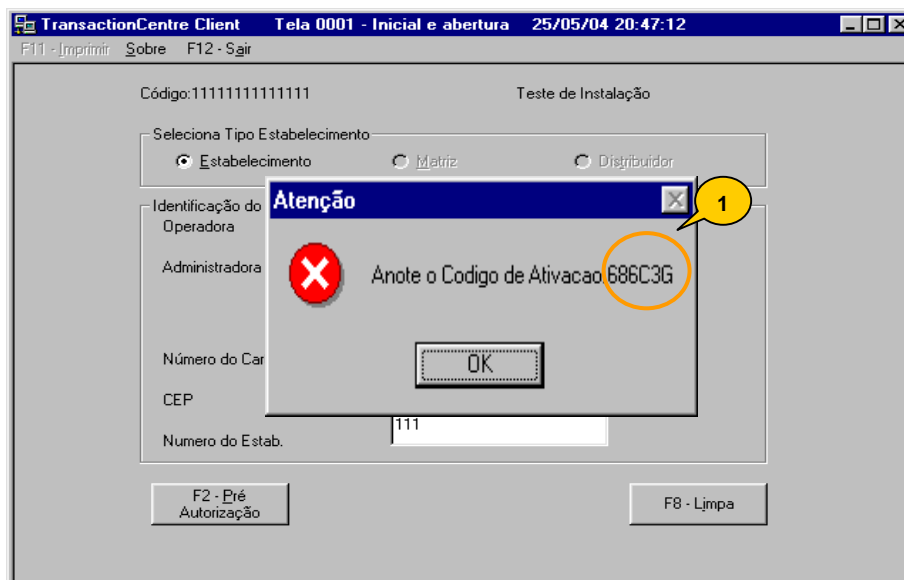 TransactionCentre Client Tela 0001 - Inicial e abertura 25/05/04 20:47:12
F11 - Imprimir Sobre F12 - Sair
Código:11111111111111 Teste de Instalação
Seleciona Tipo Estabelecimento
Estabelecimento Matriz Distribuidor
Identificação do
Operadora
Administradora
Atenção
1
Anote o Codigo de Ativacao:686C3G
OK
Número do Car
CEP
111
Numero do Estab.
F2 - Pré
Autorização
F8 - Limpa